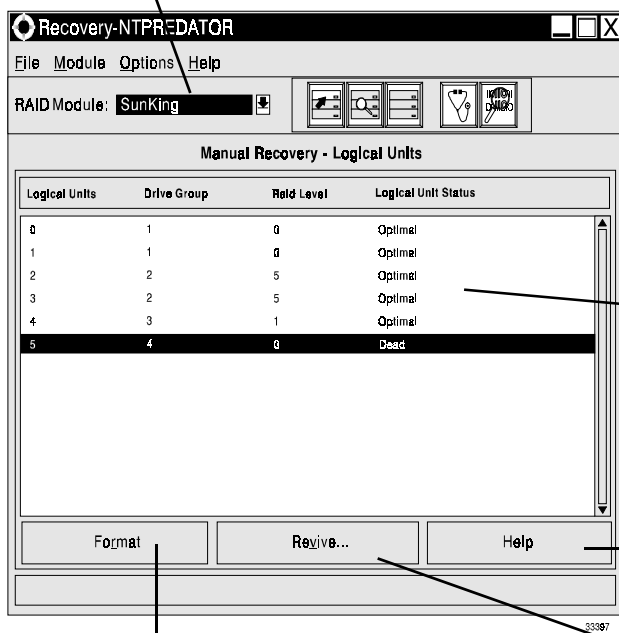 Recovery-NTPREDATOR
File Module Options Help
RAID Module: SunKing
Manual Recovery - Logical Units
Logical Units Drive Group Raid Level Logical Unit Status
0 1 0 Optimal
1 1 0 Optimal
2 2 5 Optimal
3 2 5 Optimal
4 3 1 Optimal
5 4 0 Dead
Format Revive... Help
33397